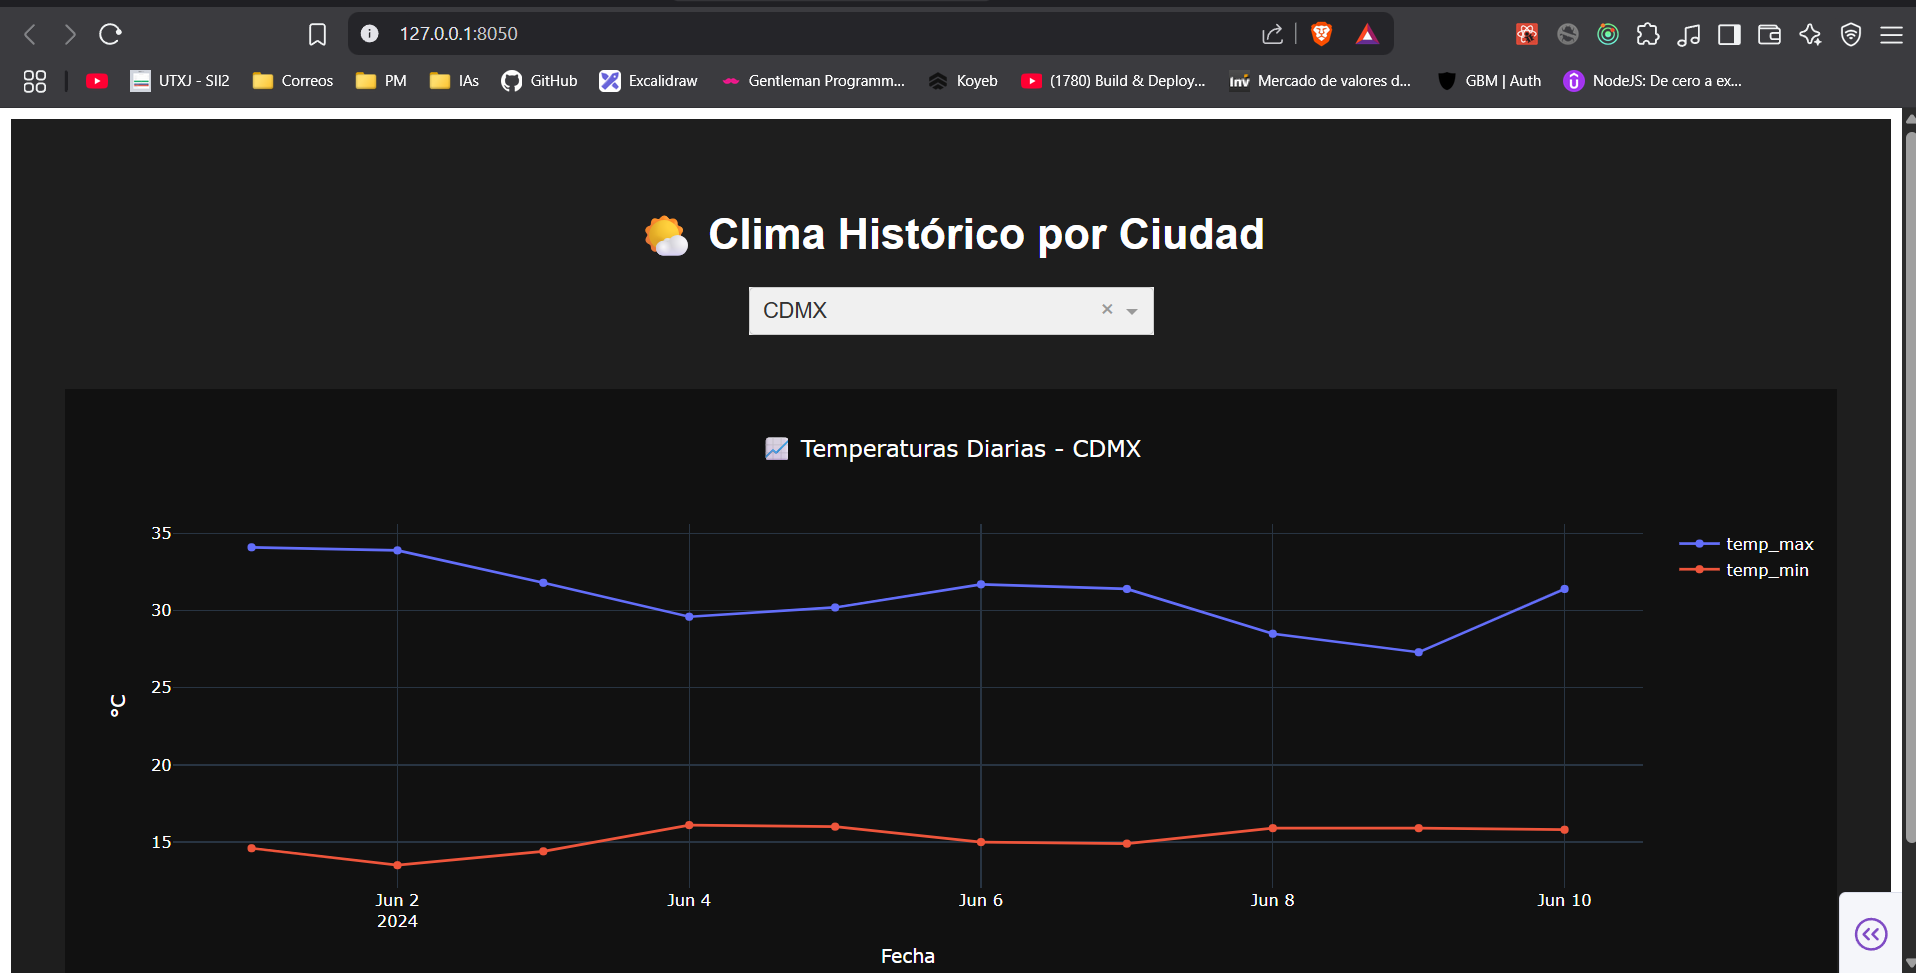 127.0.0.1:8050
UTXJ - SII2
Correos
PM
IAs
GitHub
Excalidraw
Gentleman Programm...
Koyeb
(1780) Build & Deploy...
inv
Mercado de valores d...
GBM | Auth
NodeJS: De cero a ex...
Clima Histórico por Ciudad
CDMX
Temperaturas Diarias - CDMX
35
30
25
20
15
°C
temp_max
temp_min
Jun 2
2024
Jun 4
Jun 6
Jun 8
Jun 10
Fecha